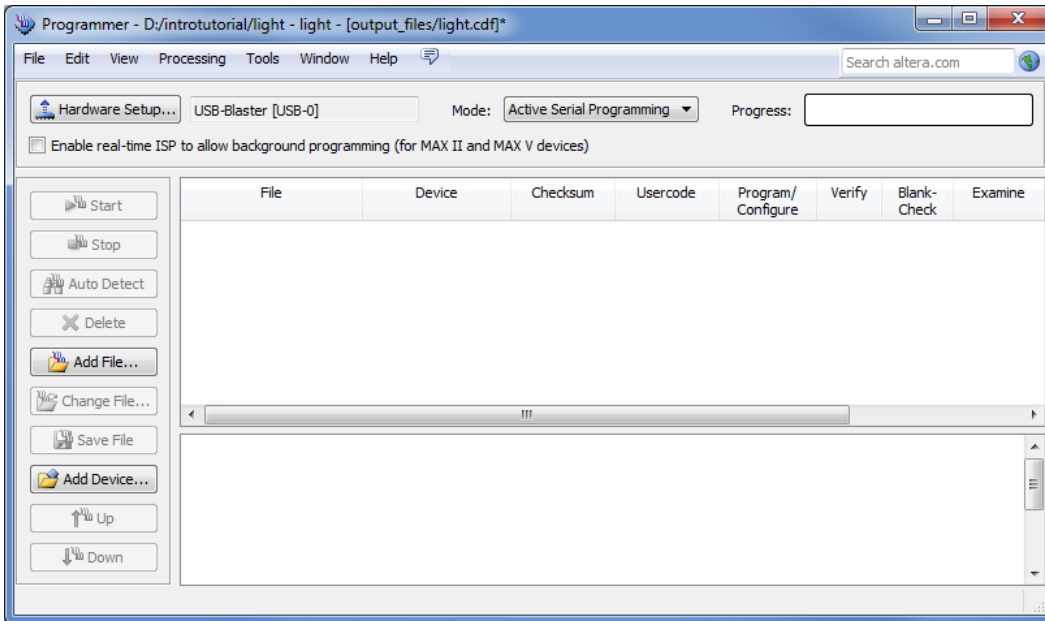 Programmer - D:/introtutorial/light - light - [output_files/light.cdf]*
File Edit View Processing Tools Window Help Search altera.com
Hardware Setup... USB-Blaster [USB-0] Mode: Active Serial Programming Progress:
Enable real-time ISP to allow background programming (for MAX II and MAX V devices)
File Device Checksum Usercode Program/ Configure Verify Blank- Check Examine
Start
Stop
Auto Detect
Delete
Add File...
Change File...
Save File
Add Device...
Up
Down